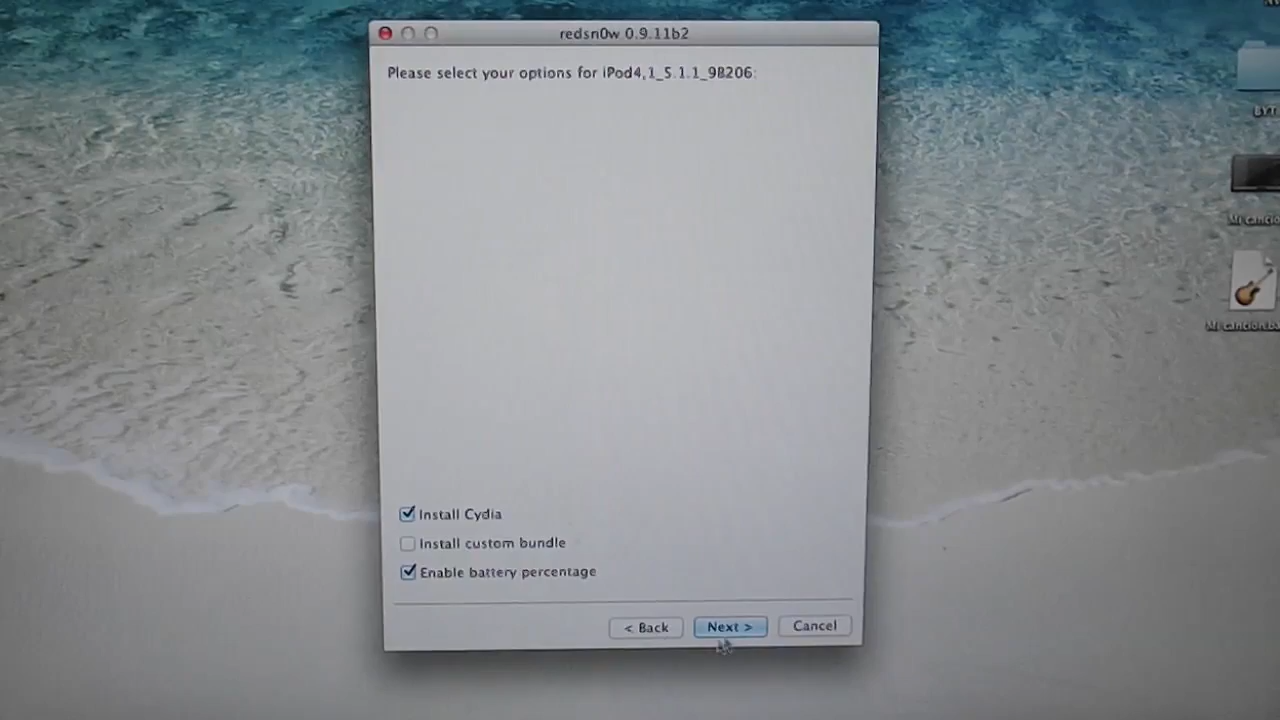 redsn0w 0.9.11b2
Please select your options for iPod4,1_5.1.1_9B206:
Install Cydia
Install custom bundle
Enable battery percentage
< Back
Next >
Cancel